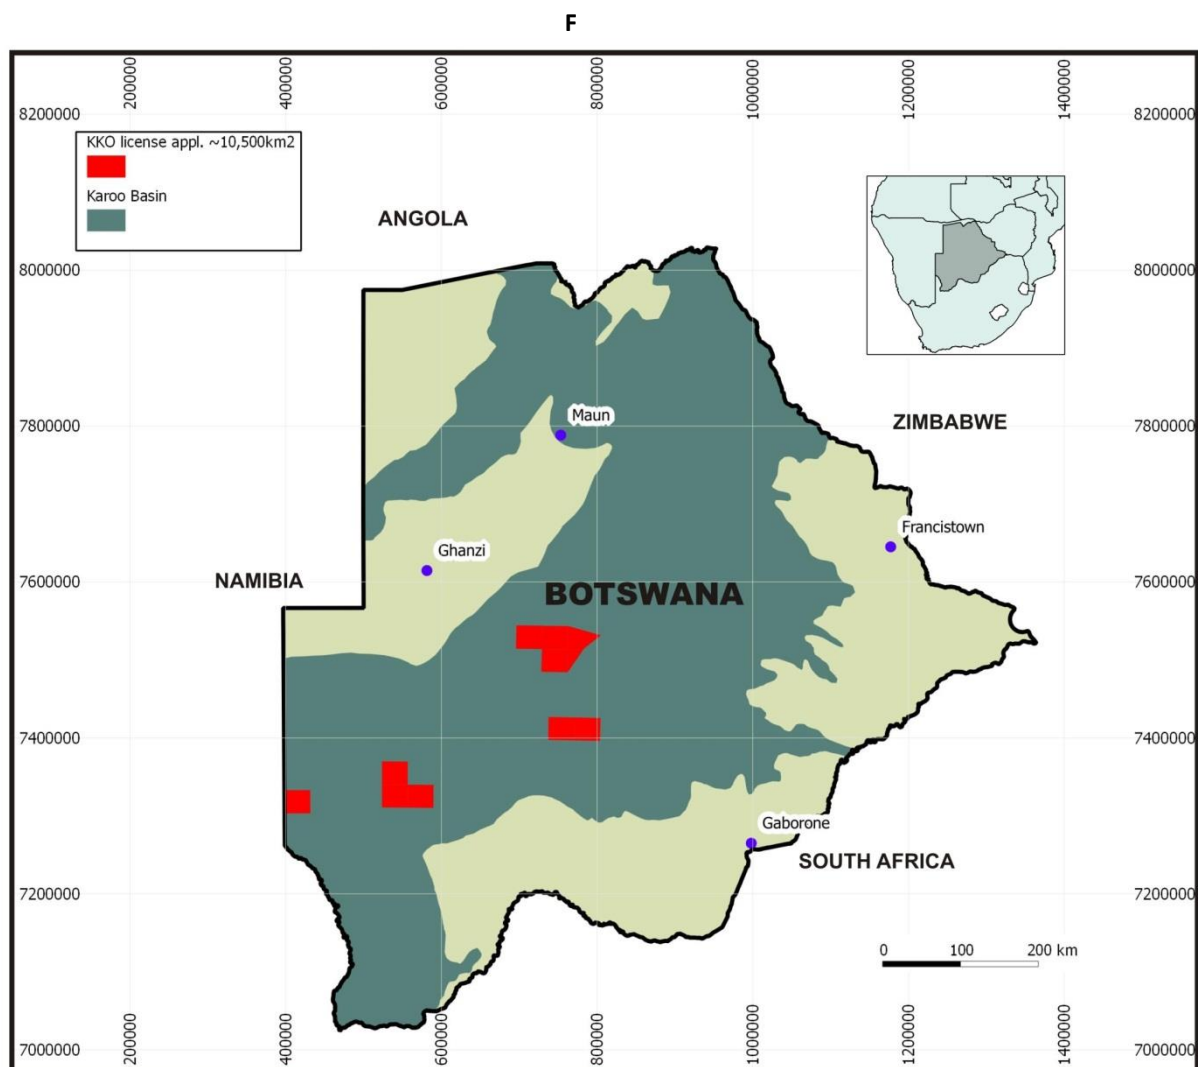 F
200000
400000
600000
800000
1000000
1200000
1400000
8200000
8200000
KKO license appl. ~10,500km2
Karoo Basin
ANGOLA
8000000
8000000
Maun
ZIMBABWE
7800000
7800000
Francistown
Ghanzi
NAMIBIA
7600000
BOTSWANA
7600000
7400000
7400000
Gaborone
SOUTH AFRICA
7200000
7200000
0 100 200 km
7000000
7000000
200000
400000
600000
800000
1000000
1200000
1400000